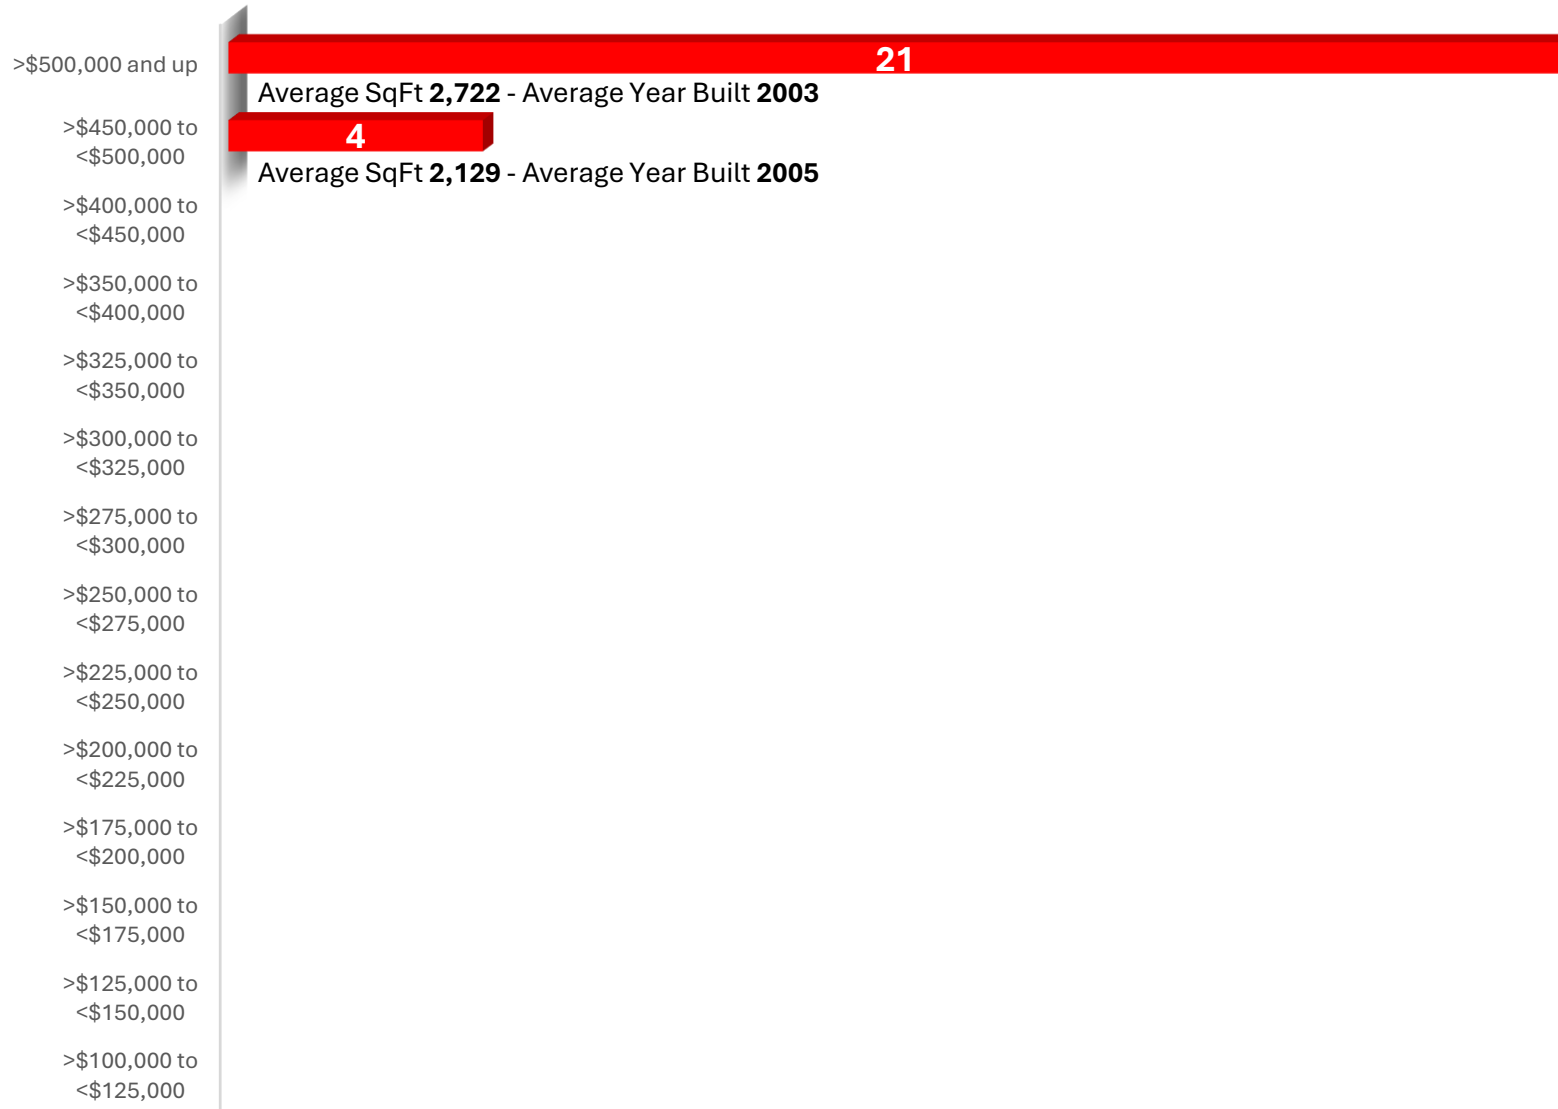 >$500,000 and up
21
Average SqFt 2,722 - Average Year Built 2003
>$450,000 to
<$500,000
4
Average SqFt 2,129 - Average Year Built 2005
>$400,000 to
<$450,000
>$350,000 to
<$400,000
>$325,000 to
<$350,000
>$300,000 to
<$325,000
>$275,000 to
<$300,000
>$250,000 to
<$275,000
>$225,000 to
<$250,000
>$200,000 to
<$225,000
>$175,000 to
<$200,000
>$150,000 to
<$175,000
>$125,000 to
<$150,000
>$100,000 to
<$125,000